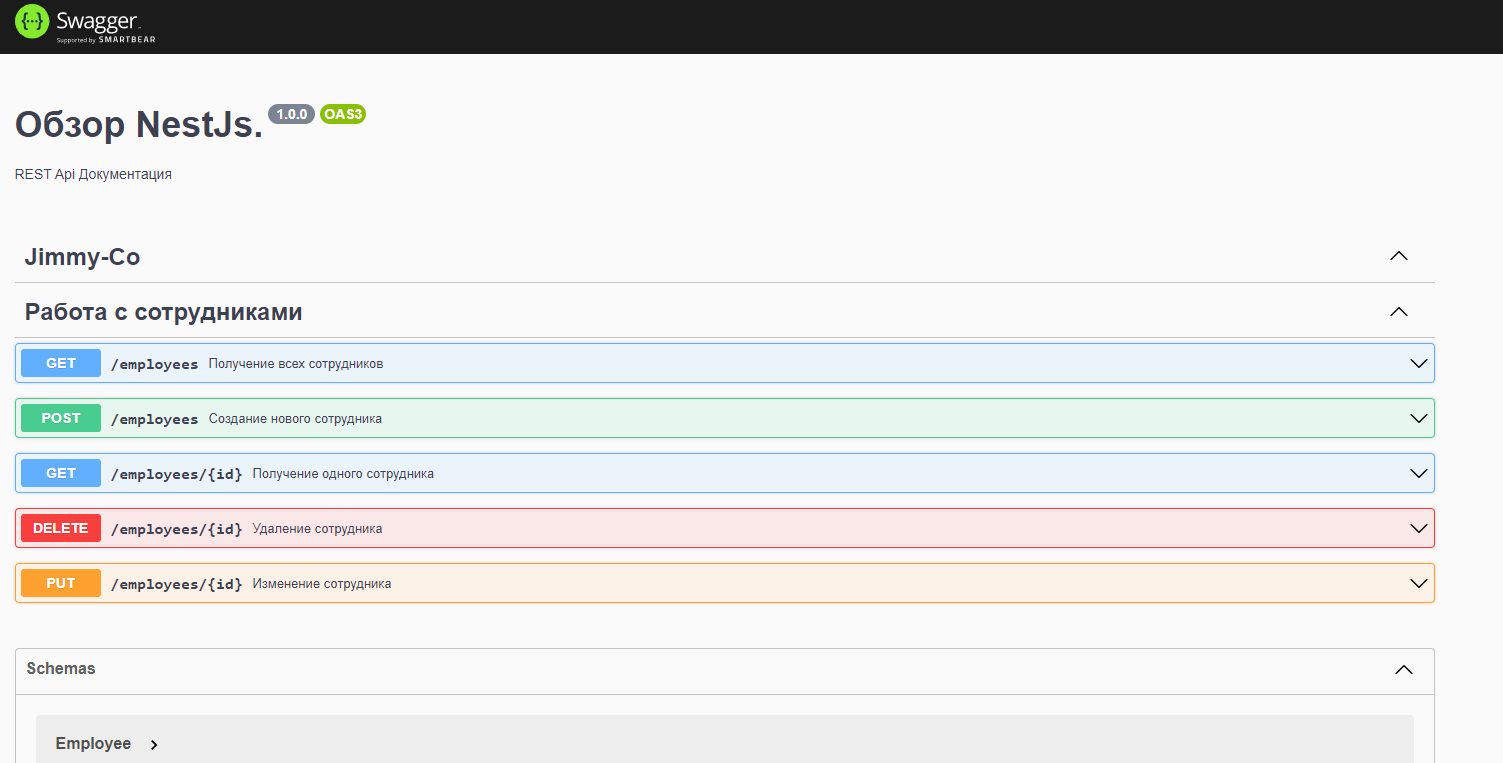 {...} Swagger
Supported by SMARTBEAR
Обзор NestJs. 1.0.0 OAS3
REST Api Документация
Jimmy-Co
Работа с сотрудниками
GET /employees Получение всех сотрудников
POST /employees Создание нового сотрудника
GET /employees/{id} Получение одного сотрудника
DELETE /employees/{id} Удаление сотрудника
PUT /employees/{id} Изменение сотрудника
Schemas
Employee